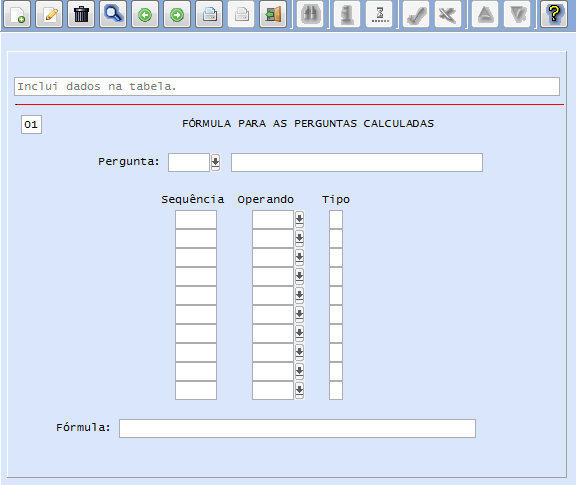 Inclui dados na tabela.
01 FÓRMULA PARA AS PERGUNTAS CALCULADAS
Pergunta:
Sequência Operando Tipo
Fórmula: